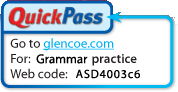 QuickPass
Go to glencoe.com
For: Grammar practice
Web code: ASD4003c6